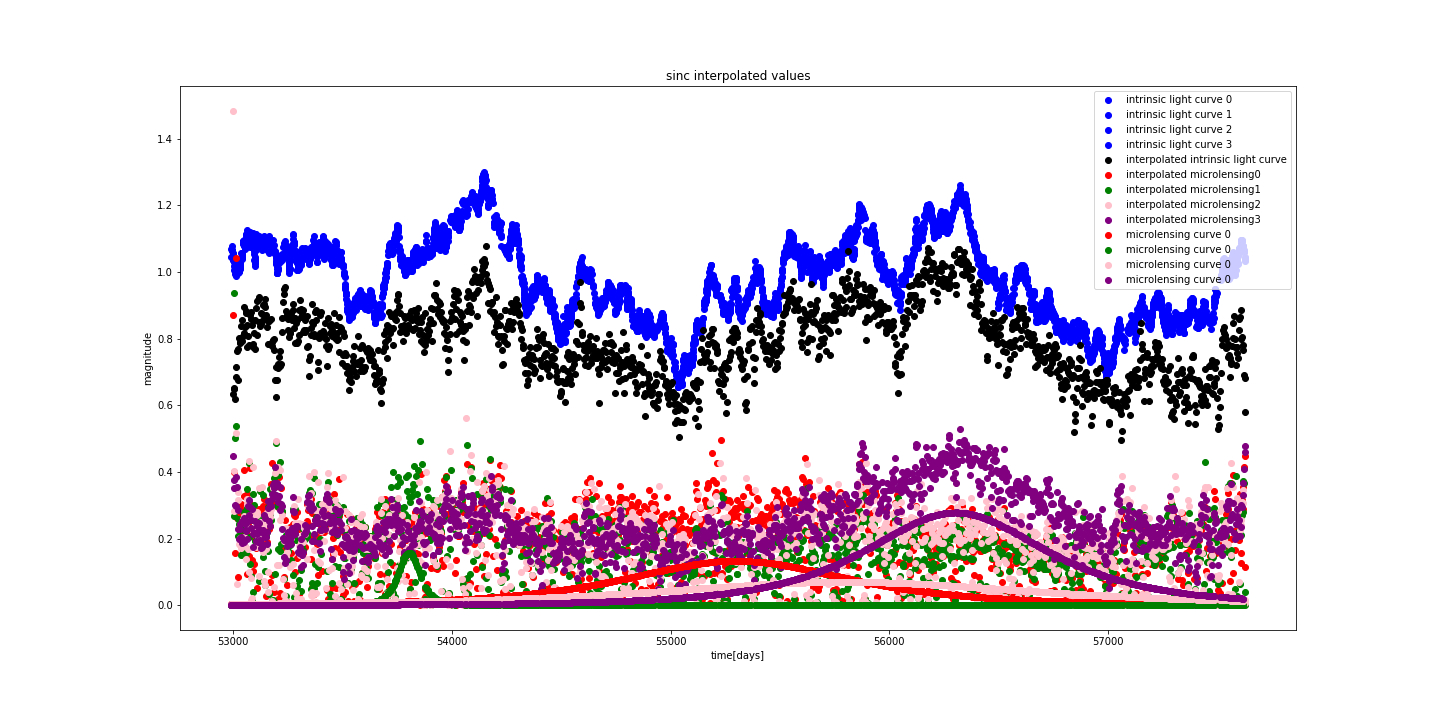 sinc interpolated values
intrinsic light curve 0
intrinsic light curve 1
intrinsic light curve 2
intrinsic light curve 3
interpolated intrinsic light curve
interpolated microlensing0
interpolated microlensing1
interpolated microlensing2
interpolated microlensing3
microlensing curve 0
microlensing curve 0
microlensing curve 0
microlensing curve 0
magnitude
1.4
1.2
1.0
0.8
0.6
0.4
0.2
0.0
53000 54000 55000 56000 57000
time[days]